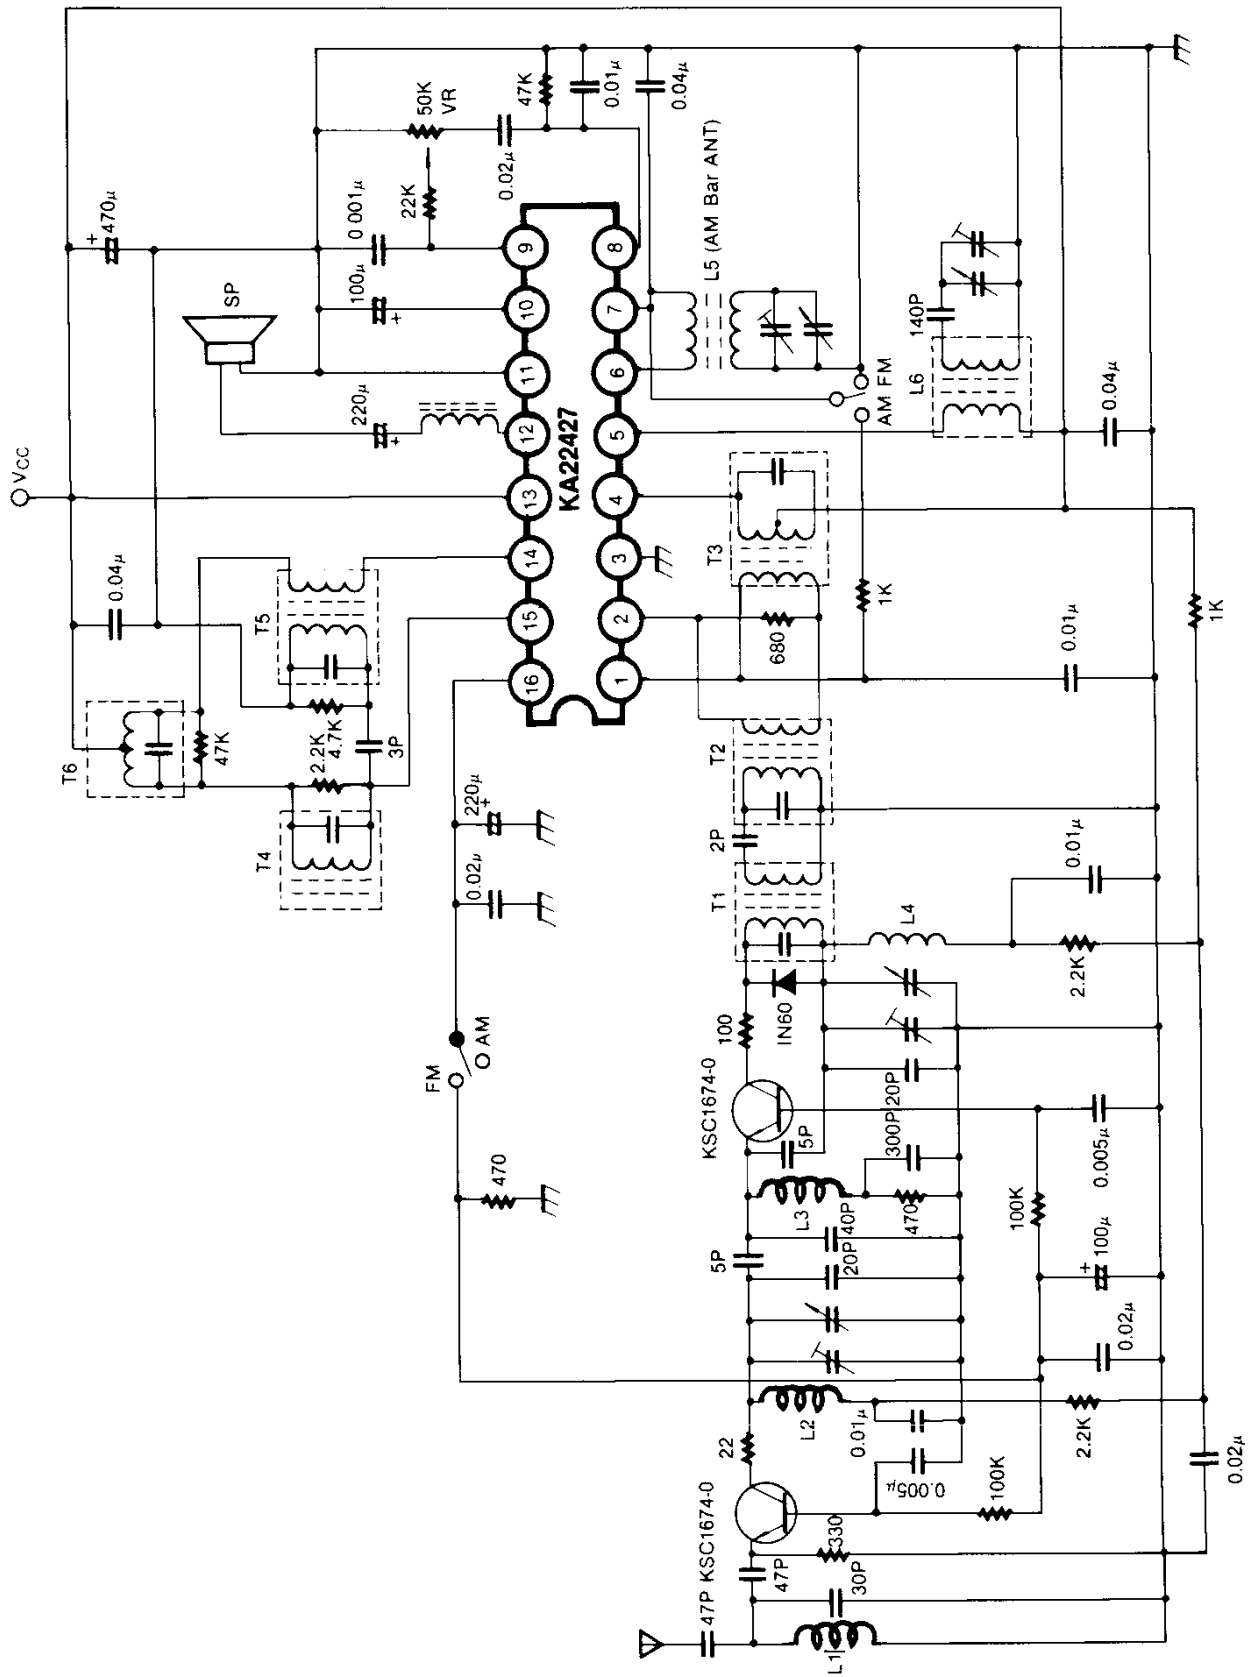 VCC
470μ
0.04μ
T6
47K
2.2K
4.7K
3P
T5
T4
SP
220μ
100μ
0 001μ
22K
50K
VR
0.02μ
47K
0.01μ
0.04μ
220μ
+
0.02μ
FM
AM
470
16
15
14
13
12
11
10
9
KA22427
1
2
3
4
5
6
7
8
L5 (AM Bar ANT)
AM FM
140P
L6
0.04μ
T3
680
1K
0.01μ
1K
T2
2P
T1
0.01μ
L4
2.2K
IN60
100
KSC1674-0
5P
20P
300P
L3
40P
470
5P
20P
100K
0.005μ
100μ
+
0.02μ
L2
22
0.01μ
0.005μ
100K
2.2K
0.02μ
KSC1674-0
47P
47P
330
30P
L1